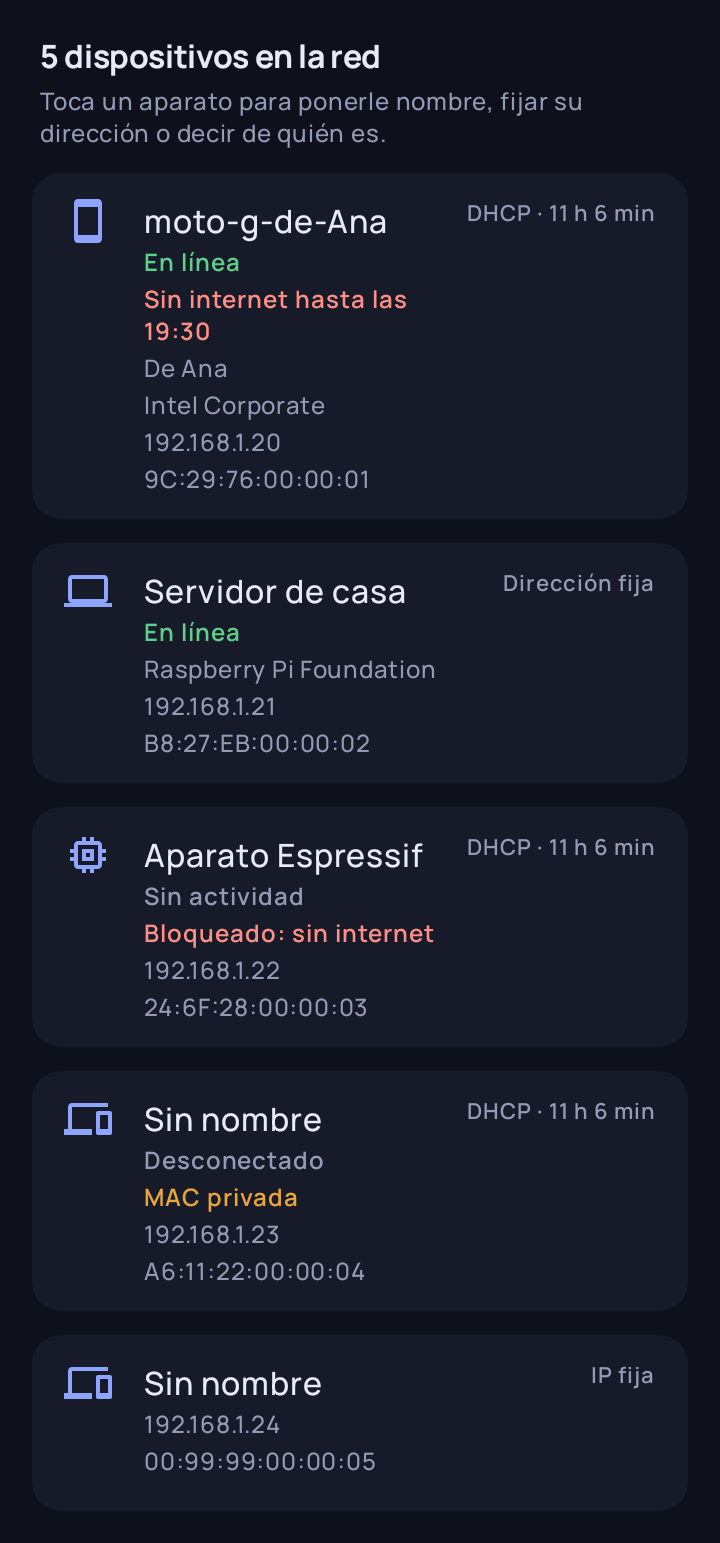 5 dispositivos en la red
Toca un aparato para ponerle nombre, fijar su
dirección o decir de quién es.
moto-g-de-Ana
DHCP · 11 h 6 min
En línea
Sin internet hasta las
19:30
De Ana
Intel Corporate
192.168.1.20
9C:29:76:00:00:01
Servidor de casa
Dirección fija
En línea
Raspberry Pi Foundation
192.168.1.21
B8:27:EB:00:00:02
Aparato Espressif
DHCP · 11 h 6 min
Sin actividad
Bloqueado: sin internet
192.168.1.22
24:6F:28:00:00:03
Sin nombre
DHCP · 11 h 6 min
Desconectado
MAC privada
192.168.1.23
A6:11:22:00:00:04
Sin nombre
IP fija
192.168.1.24
00:99:99:00:00:05